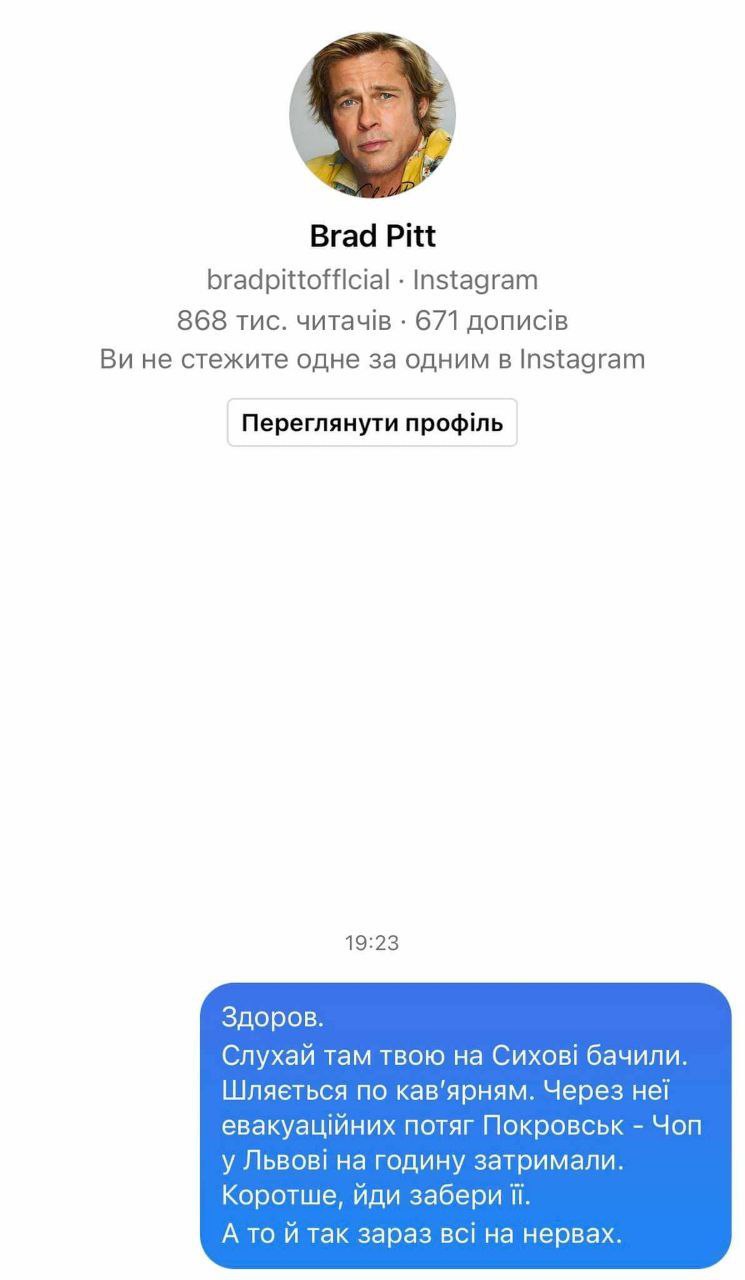 Brad Pitt
bradpittofflcial · Instagram
868 тис. читачів · 671 дописів
Ви не стежите одне за одним в Instagram
Переглянути профіль
19:23
Здоров.
Слухай там твою на Сихові бачили.
Шляється по кав’ярням. Через неї
евакуаційних потяг Покровськ - Чоп
у Львові на годину затримали.
Коротше, йди забери її.
А то й так зараз всі на нервах.